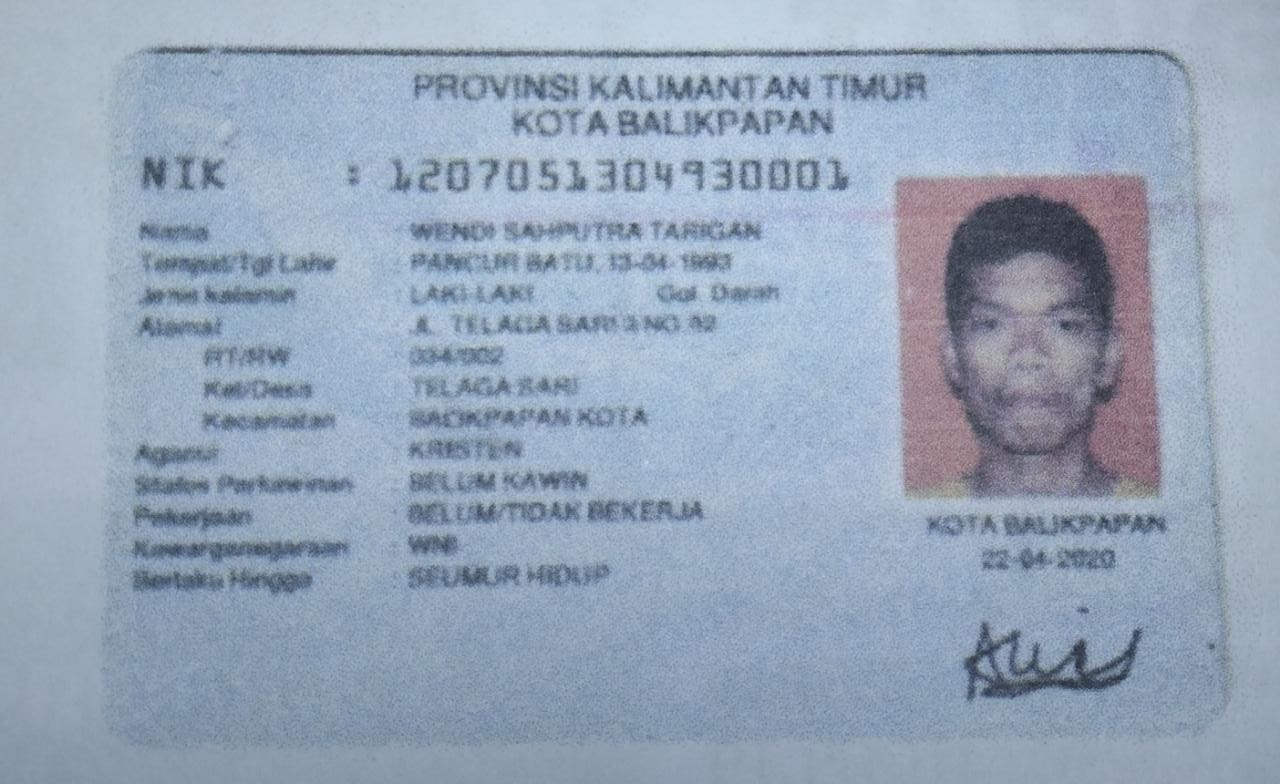 PROVINSI KALIMANTAN TIMUR
KOTA BALIKPAPAN
NIK : 1207051304930001
Nama : WENDI SAHPUTRA TARIGAN
Tempat/Tgl Lahir : PANCUR BATU, 13-04-1993
Jenis kelamin : LAKI-LAKI Gol. Darah
Alamat : JL. TELAGA SARI 3 NO
RT/RW : 034/002
Kel/Desa : TELAGA SARI
Kecamatan : BALIKPAPAN KOTA
Agama : KRISTEN
Status Perkawinan : BELUM KAWIN
Pekerjaan : BELUM/TIDAK BEKERJA
Kewarganegaraan : WNI
Berlaku Hingga : SEUMUR HIDUP
KOTA BALIKPAPAN
22-04-2020